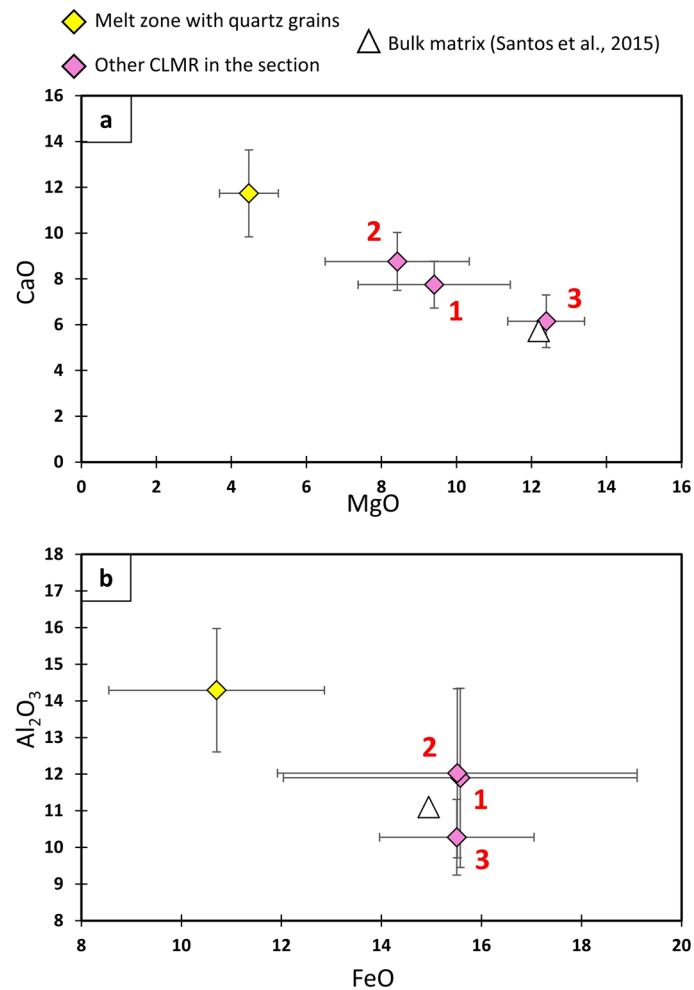 Melt zone with quartz grains
Bulk matrix (Santos et al., 2015)
Other CLMR in the section
a
16
14
12
10
8
6
4
2
0
CaO
2
1
3
0 2 4 6 8 10 12 14 16
MgO
b
18
17
16
15
14
13
12
11
10
9
8
Al₂O₃
2
1
3
8 10 12 14 16 18 20
FeO